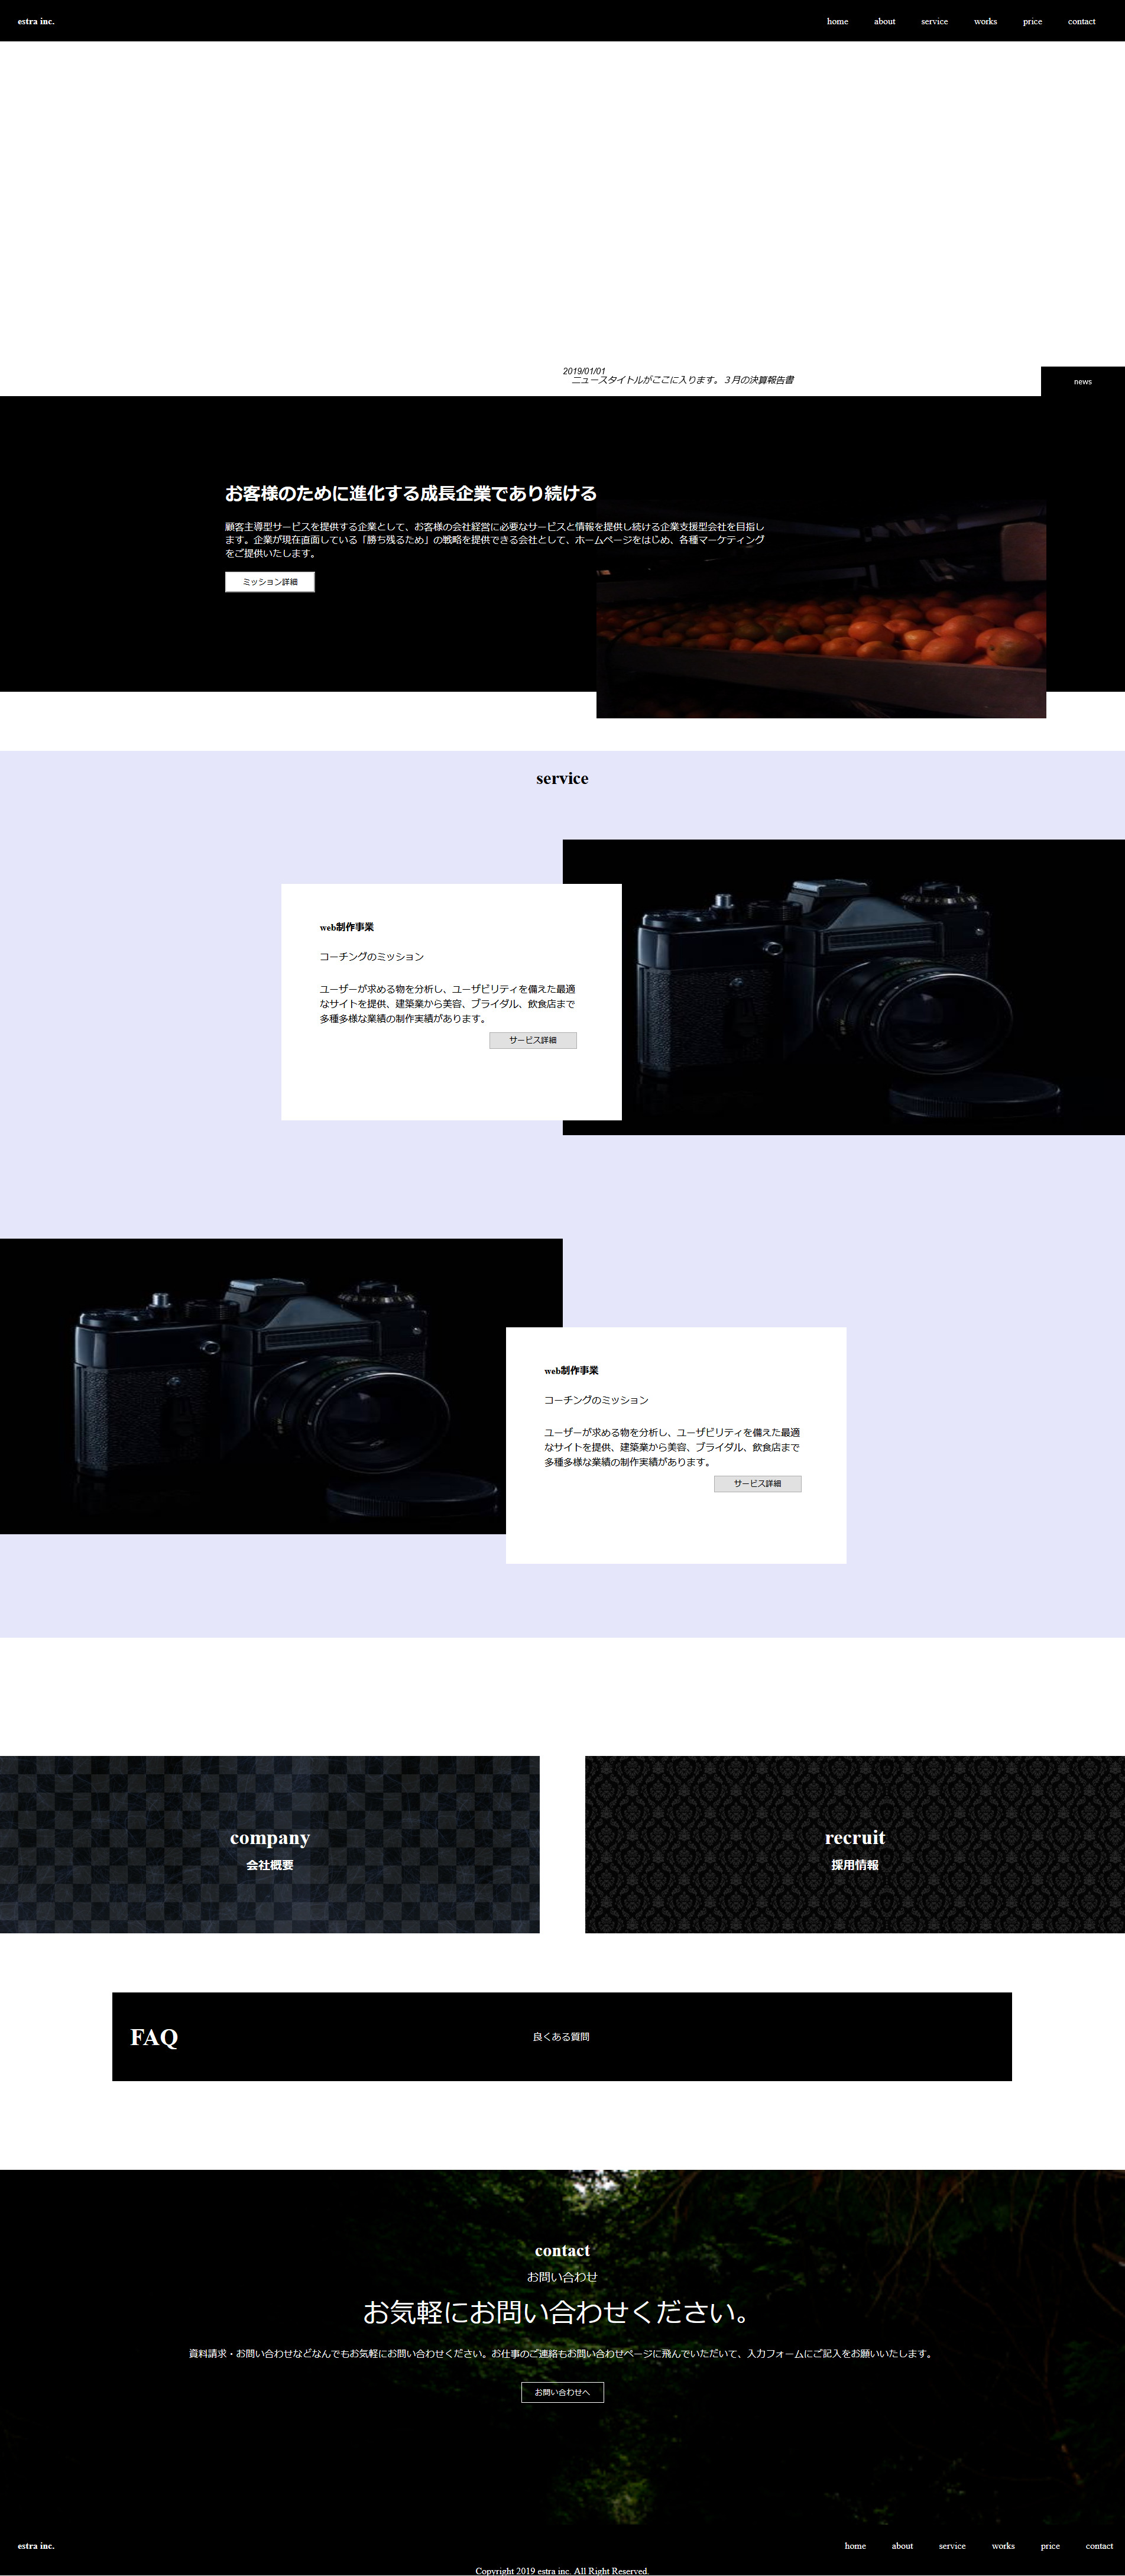 estra inc.
home about service works price contact
2019/01/01
ニュースタイトルがここに入ります。３月の決算報告書
news
お客様のために進化する成長企業であり続ける
顧客主導型サービスを提供する企業として、お客様の会社経営に必要なサービスと情報を提供し続ける企業支援型会社を目指し
ます。企業が現在直面している「勝ち残るため」の戦略を提供できる会社として、ホームページをはじめ、各種マーケティング
をご提供いたします。
ミッション詳細
service
web制作事業
コーチングのミッション
ユーザーが求める物を分析し、ユーザビリティを備えた最適
なサイトを提供、建築業から美容、ブライダル、飲食店まで
多種多様な業績の制作実績があります。
サービス詳細
web制作事業
コーチングのミッション
ユーザーが求める物を分析し、ユーザビリティを備えた最適
なサイトを提供、建築業から美容、ブライダル、飲食店まで
多種多様な業績の制作実績があります。
サービス詳細
company
会社概要
recruit
採用情報
FAQ
良くある質問
contact
お問い合わせ
お気軽にお問い合わせください。
資料請求・お問い合わせなどなんでもお気軽にお問い合わせください。お仕事のご連絡もお問い合わせページに飛んでいただいて、入力フォームにご記入をお願いいたします。
お問い合わせへ
estra inc.
home about service works price contact
Copyright 2019 estra inc. All Right Reserved.